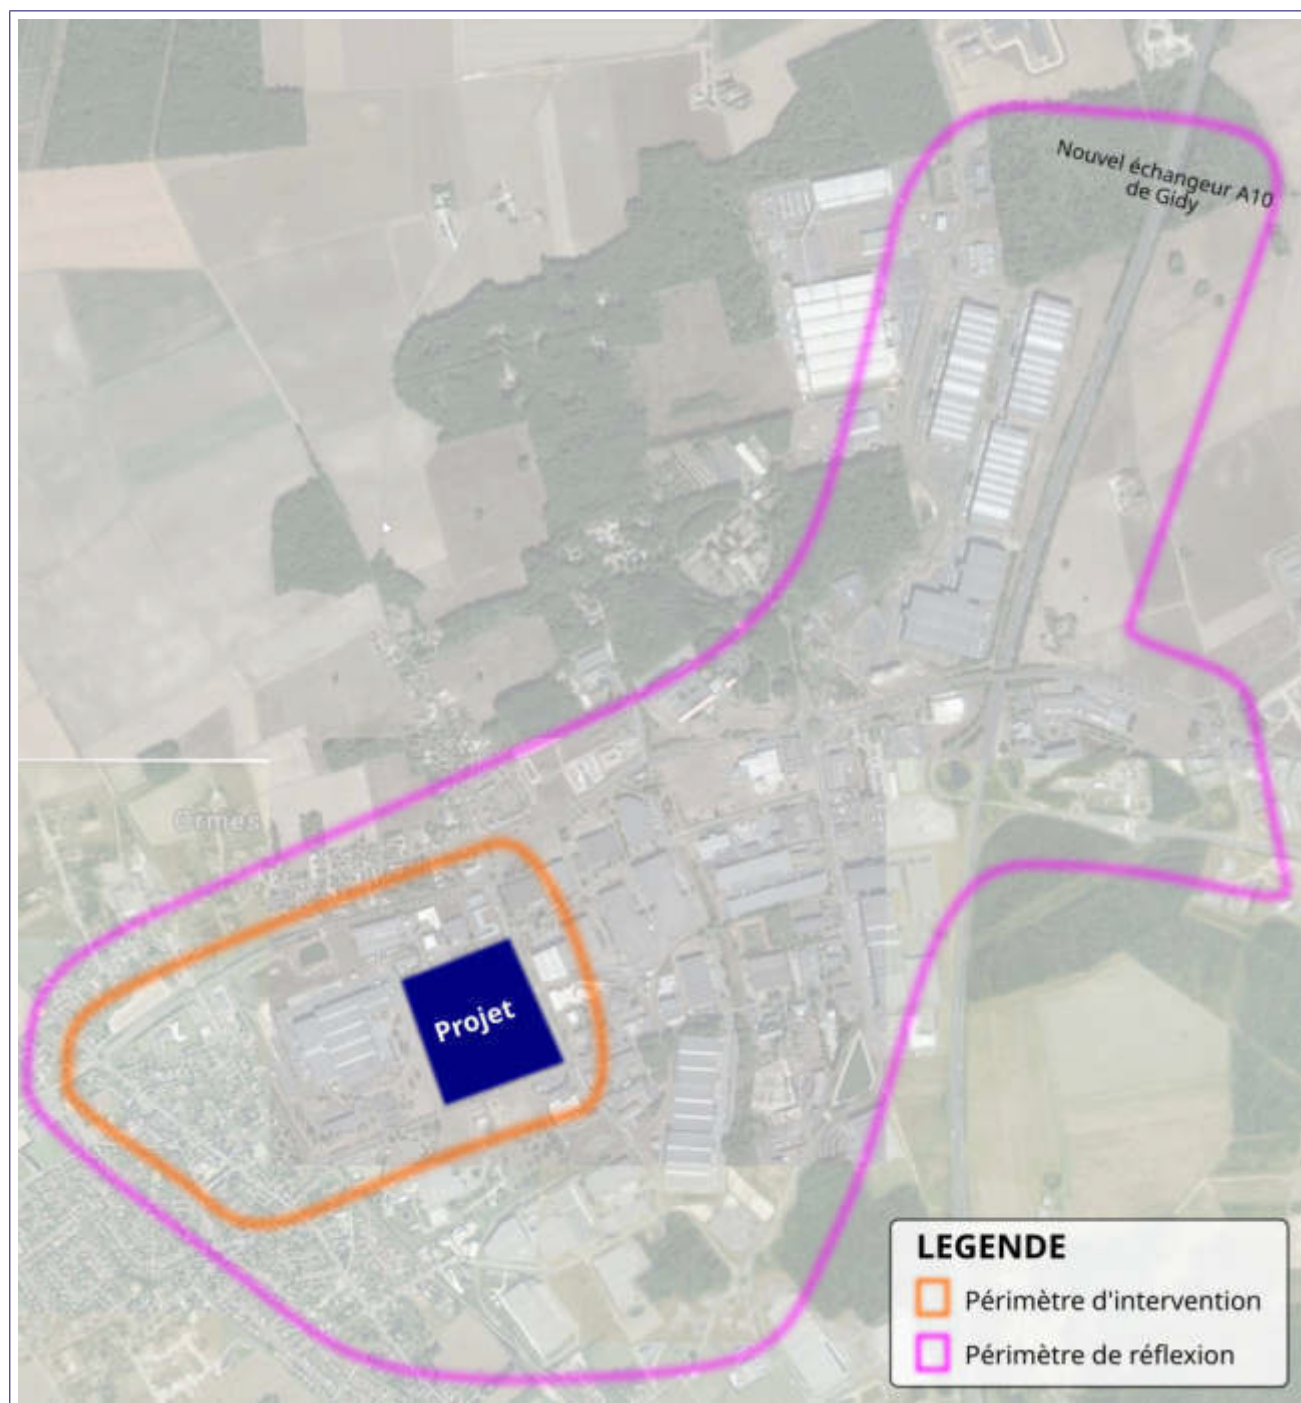 Nouvel échangeur A10
de Gidy
Ormes
Projet
LEGENDE
Périmètre d'intervention
Périmètre de réflexion